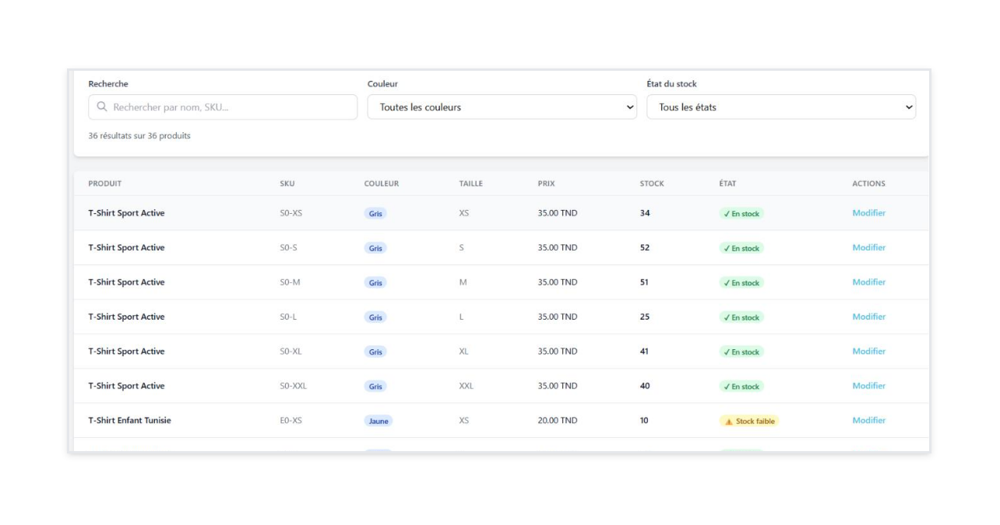 Recherche Couleur État du stock
Rechercher par nom, SKU... Toutes les couleurs Tous les états
36 résultats sur 36 produits
PRODUIT SKU COULEUR TAILLE PRIX STOCK ÉTAT ACTIONS
T-Shirt Sport Active S0-XS Gris XS 35.00 TND 34 ✓ En stock Modifier
T-Shirt Sport Active S0-S Gris S 35.00 TND 52 ✓ En stock Modifier
T-Shirt Sport Active S0-M Gris M 35.00 TND 51 ✓ En stock Modifier
T-Shirt Sport Active S0-L Gris L 35.00 TND 25 ✓ En stock Modifier
T-Shirt Sport Active S0-XL Gris XL 35.00 TND 41 ✓ En stock Modifier
T-Shirt Sport Active S0-XXL Gris XXL 35.00 TND 40 ✓ En stock Modifier
T-Shirt Enfant Tunisie E0-XS Jaune XS 20.00 TND 10 ⚠ Stock faible Modifier